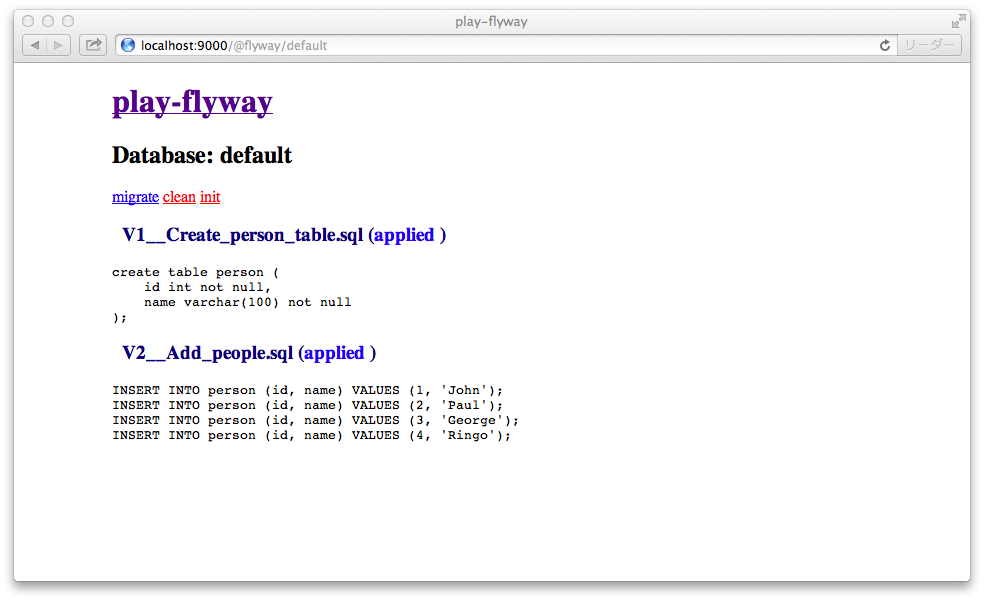 play-flyway
localhost:9000/@flyway/default
リーダー
play-flyway
Database: default
migrate clean init
V1__Create_person_table.sql (applied )
create table person (
    id int not null,
    name varchar(100) not null
);
V2__Add_people.sql (applied )
INSERT INTO person (id, name) VALUES (1, 'John');
INSERT INTO person (id, name) VALUES (2, 'Paul');
INSERT INTO person (id, name) VALUES (3, 'George');
INSERT INTO person (id, name) VALUES (4, 'Ringo');